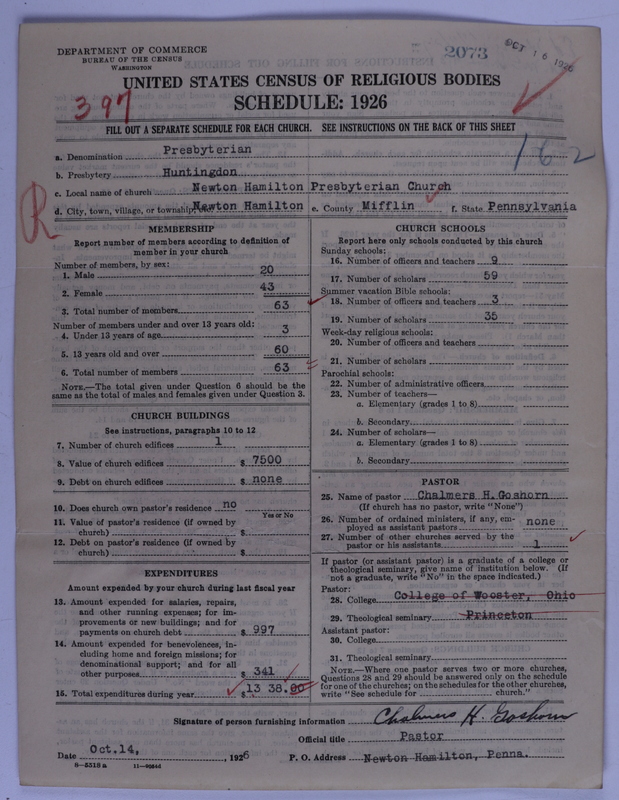 DEPARTMENT OF COMMERCE
BUREAU OF THE CENSUS
WASHINGTON
2073
OCT 16 1926
UNITED STATES CENSUS OF RELIGIOUS BODIES
SCHEDULE: 1926
397
FILL OUT A SEPARATE SCHEDULE FOR EACH CHURCH. SEE INSTRUCTIONS ON THE BACK OF THIS SHEET
162
a. Denomination Presbyterian
b. Presbytery Huntingdon
c. Local name of church Newton Hamilton Presbyterian Church
d. City, town, village, or township, etc. Newton Hamilton e. County Mifflin f. State Pennsylvania
R
MEMBERSHIP
Report number of members according to definition of
member in your church
Number of members, by sex:
1. Male 20
2. Female 43
3. Total number of members 63
Number of members under and over 13 years old:
4. Under 13 years of age 3
5. 13 years old and over 60
6. Total number of members 63
NOTE.—The total given under Question 6 should be the
same as the total of males and females given under Question 3.
CHURCH BUILDINGS
See instructions, paragraphs 10 to 12
7. Number of church edifices 1
8. Value of church edifices $ 7500
9. Debt on church edifices $ none
10. Does church own pastor's residence no
Yes or No
11. Value of pastor's residence (if owned by
church) $
12. Debt on pastor's residence (if owned by
church) $
EXPENDITURES
Amount expended by your church during last fiscal year
13. Amount expended for salaries, repairs,
and other running expenses; for im-
provements or new buildings; and for
payments on church debt $ 997
14. Amount expended for benevolences, in-
cluding home and foreign missions; for
denominational support; and for all
other purposes $ 341
15. Total expenditures during year $ 13 38.00
CHURCH SCHOOLS
Report here only schools conducted by this church
Sunday schools:
16. Number of officers and teachers 9
17. Number of scholars 59
Summer vacation Bible schools:
18. Number of officers and teachers 3
19. Number of scholars 35
Week-day religious schools:
20. Number of officers and teachers
21. Number of scholars
Parochial schools:
22. Number of administrative officers
23. Number of teachers—
a. Elementary (grades 1 to 8)
b. Secondary
24. Number of scholars—
a. Elementary (grades 1 to 8)
b. Secondary
PASTOR
25. Name of pastor Chalmers H. Goshorn
(If church has no pastor, write "None")
26. Number of ordained ministers, if any, em-
ployed as assistant pastors none
27. Number of other churches served by the
pastor or his assistants 1
If pastor (or assistant pastor) is a graduate of a college or
theological seminary, give name of institution below. (If
not a graduate, write "No" in the space indicated.)
Pastor:
28. College College of Wooster, Ohio
29. Theological seminary Princeton
Assistant pastor:
30. College
31. Theological seminary
NOTE.—Where one pastor serves two or more churches,
Questions 28 and 29 should be answered only on the schedule
for one of the churches; on the schedules for the other churches,
write "See schedule for church."
Signature of person furnishing information Chalmers H. Goshorn
Official title Pastor
Date Oct.14, , 1926 P. O. Address Newton Hamilton, Penna.
8—5318 a